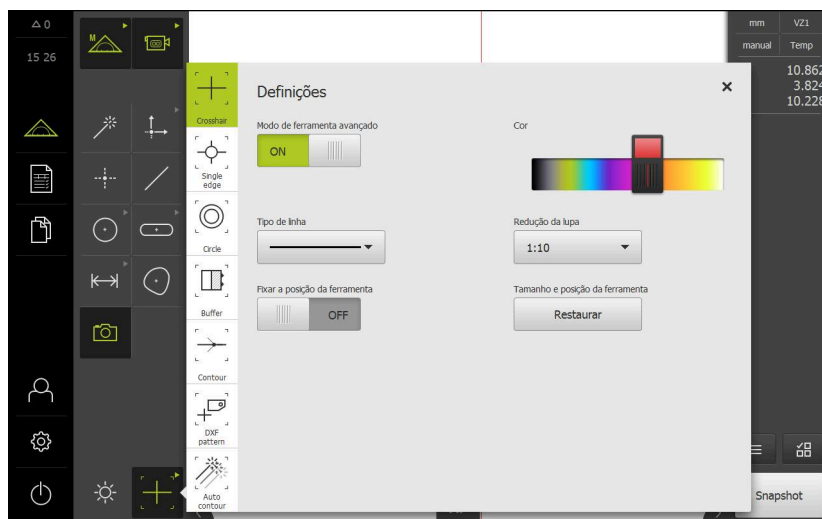 0
15 26
M
mm
VZ1
manual
Temp
10.862
3.824
10.228
Crosshair
Single
edge
Circle
Buffer
Contour
DXF
pattern
Auto
contour
Definições
Modo de ferramenta avançado
ON
Cor
Tipo de linha
Redução da lupa
1:10
Fixar a posição da ferramenta
OFF
Tamanho e posição da ferramenta
Restaurar
Snapshot